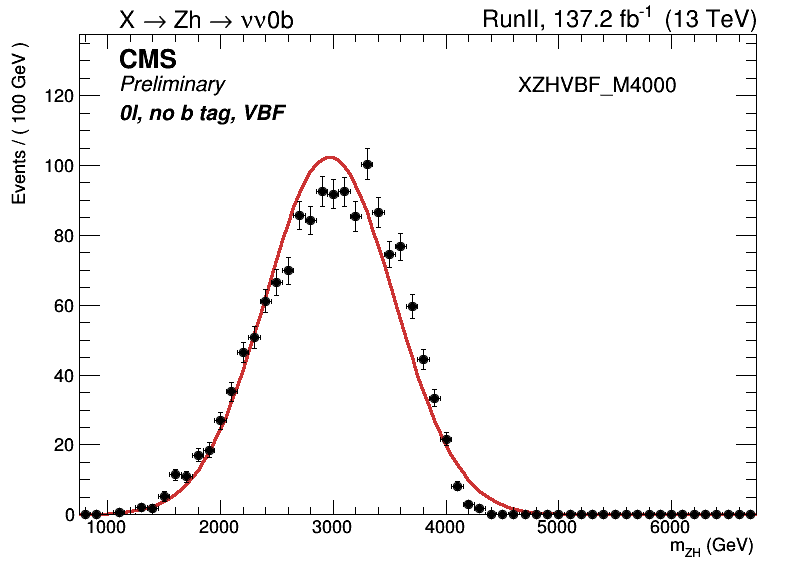 X → Zh → νν0b
RunII, 137.2 fb-1 (13 TeV)
CMS
Preliminary
0l, no b tag, VBF
XZHVBF_M4000
Events / ( 100 GeV )
120
100
80
60
40
20
0
1000 2000 3000 4000 5000 6000
mZH (GeV)